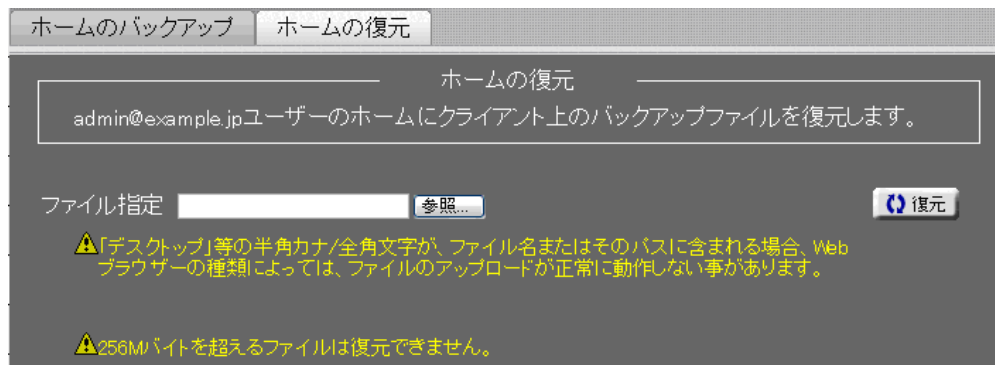 ホームのバックアップ ホームの復元
ホームの復元
admin@example.jpユーザーのホームにクライアント上のバックアップファイルを復元します。
ファイル指定 参照... 復元
「デスクトップ」等の半角カナ/全角文字が、ファイル名またはそのパスに含まれる場合、Web
ブラウザーの種類によっては、ファイルのアップロードが正常に動作しない事があります。
256Mバイトを超えるファイルは復元できません。